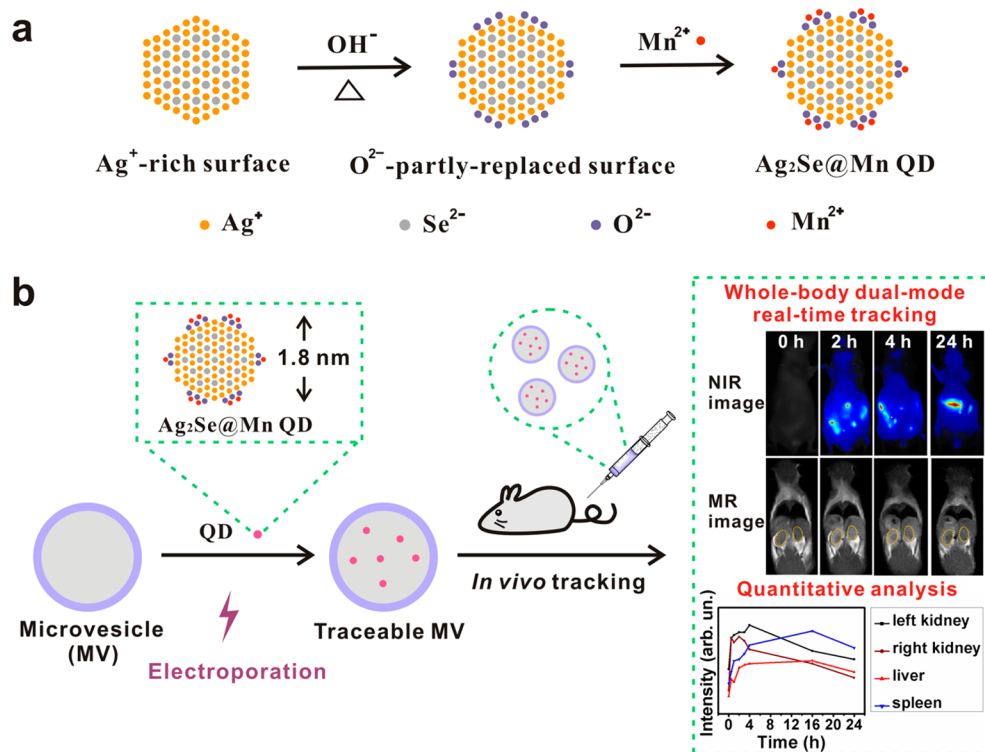 a
OH⁻
△
Mn²⁺
Ag⁺-rich surface
O²⁻-partly-replaced surface
Ag₂Se@Mn QD
Ag⁺
Se²⁻
O²⁻
Mn²⁺
b
1.8 nm
Ag₂Se@Mn QD
QD
Microvesicle
(MV)
Electroporation
Traceable MV
In vivo tracking
Whole-body dual-mode
real-time tracking
0 h 2 h 4 h 24 h
NIR
image
MR
image
Quantitative analysis
Intensity (arb. un.)
0 4 8 12 16 20 24
Time (h)
left kidney
right kidney
liver
spleen